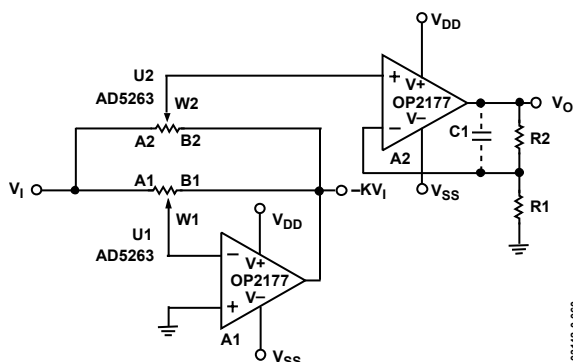 VDD
U2
AD5263
W2
A2
B2
+
V+
OP2177
–
V–
A2
VSS
C1
VO
R2
R1
VI
A1
B1
–KVI
W1
U1
AD5263
VDD
–
V+
OP2177
+
V–
A1
VSS